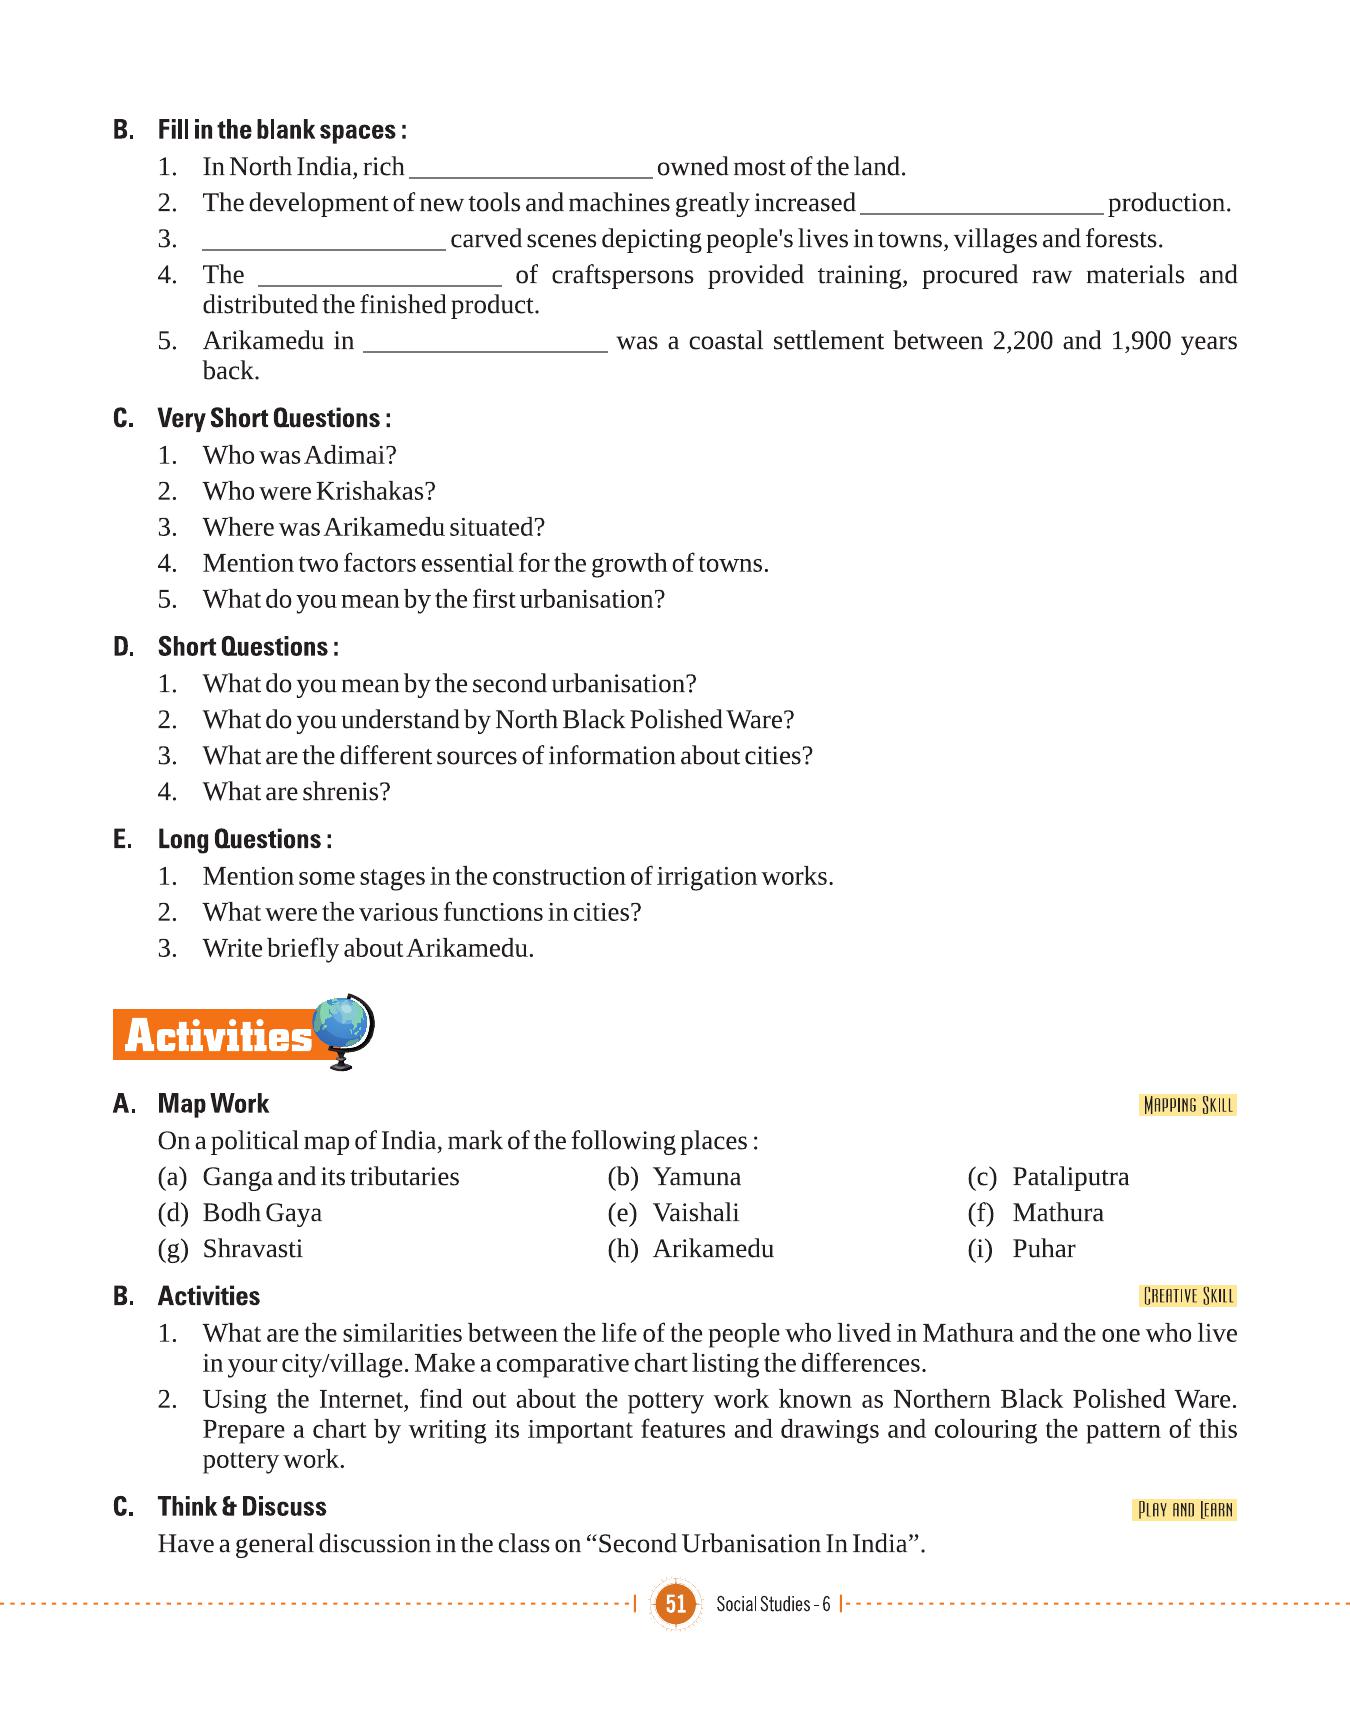 B. Fill in the blank spaces :
1. In North India, rich __________________ owned most of the land.
2. The development of new tools and machines greatly increased __________________ production.
3. __________________ carved scenes depicting people's lives in towns, villages and forests.
4. The __________________ of craftspersons provided training, procured raw materials and
distributed the finished product.
5. Arikamedu in __________________ was a coastal settlement between 2,200 and 1,900 years
back.
C. Very Short Questions :
1. Who was Adimai?
2. Who were Krishakas?
3. Where was Arikamedu situated?
4. Mention two factors essential for the growth of towns.
5. What do you mean by the first urbanisation?
D. Short Questions :
1. What do you mean by the second urbanisation?
2. What do you understand by North Black Polished Ware?
3. What are the different sources of information about cities?
4. What are shrenis?
E. Long Questions :
1. Mention some stages in the construction of irrigation works.
2. What were the various functions in cities?
3. Write briefly about Arikamedu.
Activities
A. Map Work MAPPING SKILL
On a political map of India, mark of the following places :
(a) Ganga and its tributaries (b) Yamuna (c) Pataliputra
(d) Bodh Gaya (e) Vaishali (f) Mathura
(g) Shravasti (h) Arikamedu (i) Puhar
B. Activities CREATIVE SKILL
1. What are the similarities between the life of the people who lived in Mathura and the one who live
in your city/village. Make a comparative chart listing the differences.
2. Using the Internet, find out about the pottery work known as Northern Black Polished Ware.
Prepare a chart by writing its important features and drawings and colouring the pattern of this
pottery work.
C. Think & Discuss PLAY AND LEARN
Have a general discussion in the class on “Second Urbanisation In India”.
51 Social Studies - 6